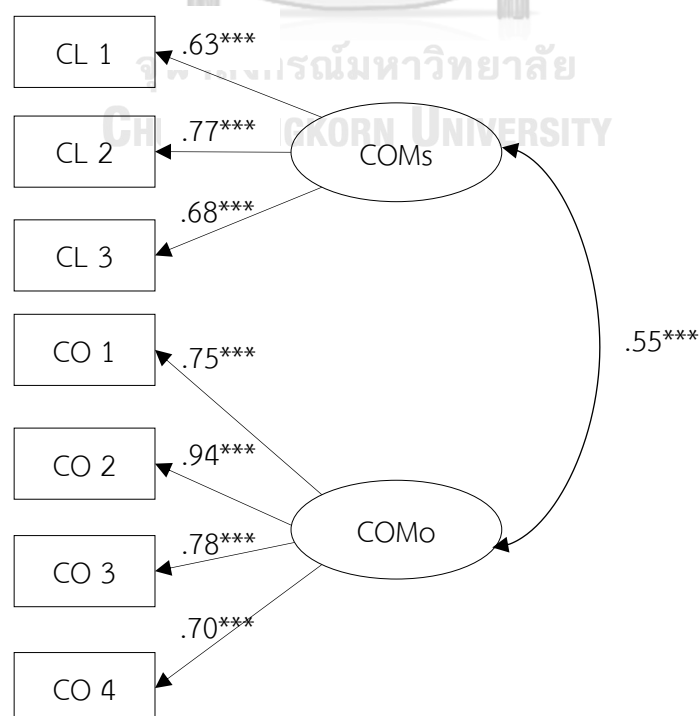 CL 1
.63***
CL 2
.77***
COMs
CL 3
.68***
.55***
CO 1
.75***
CO 2
.94***
COMo
CO 3
.78***
CO 4
.70***